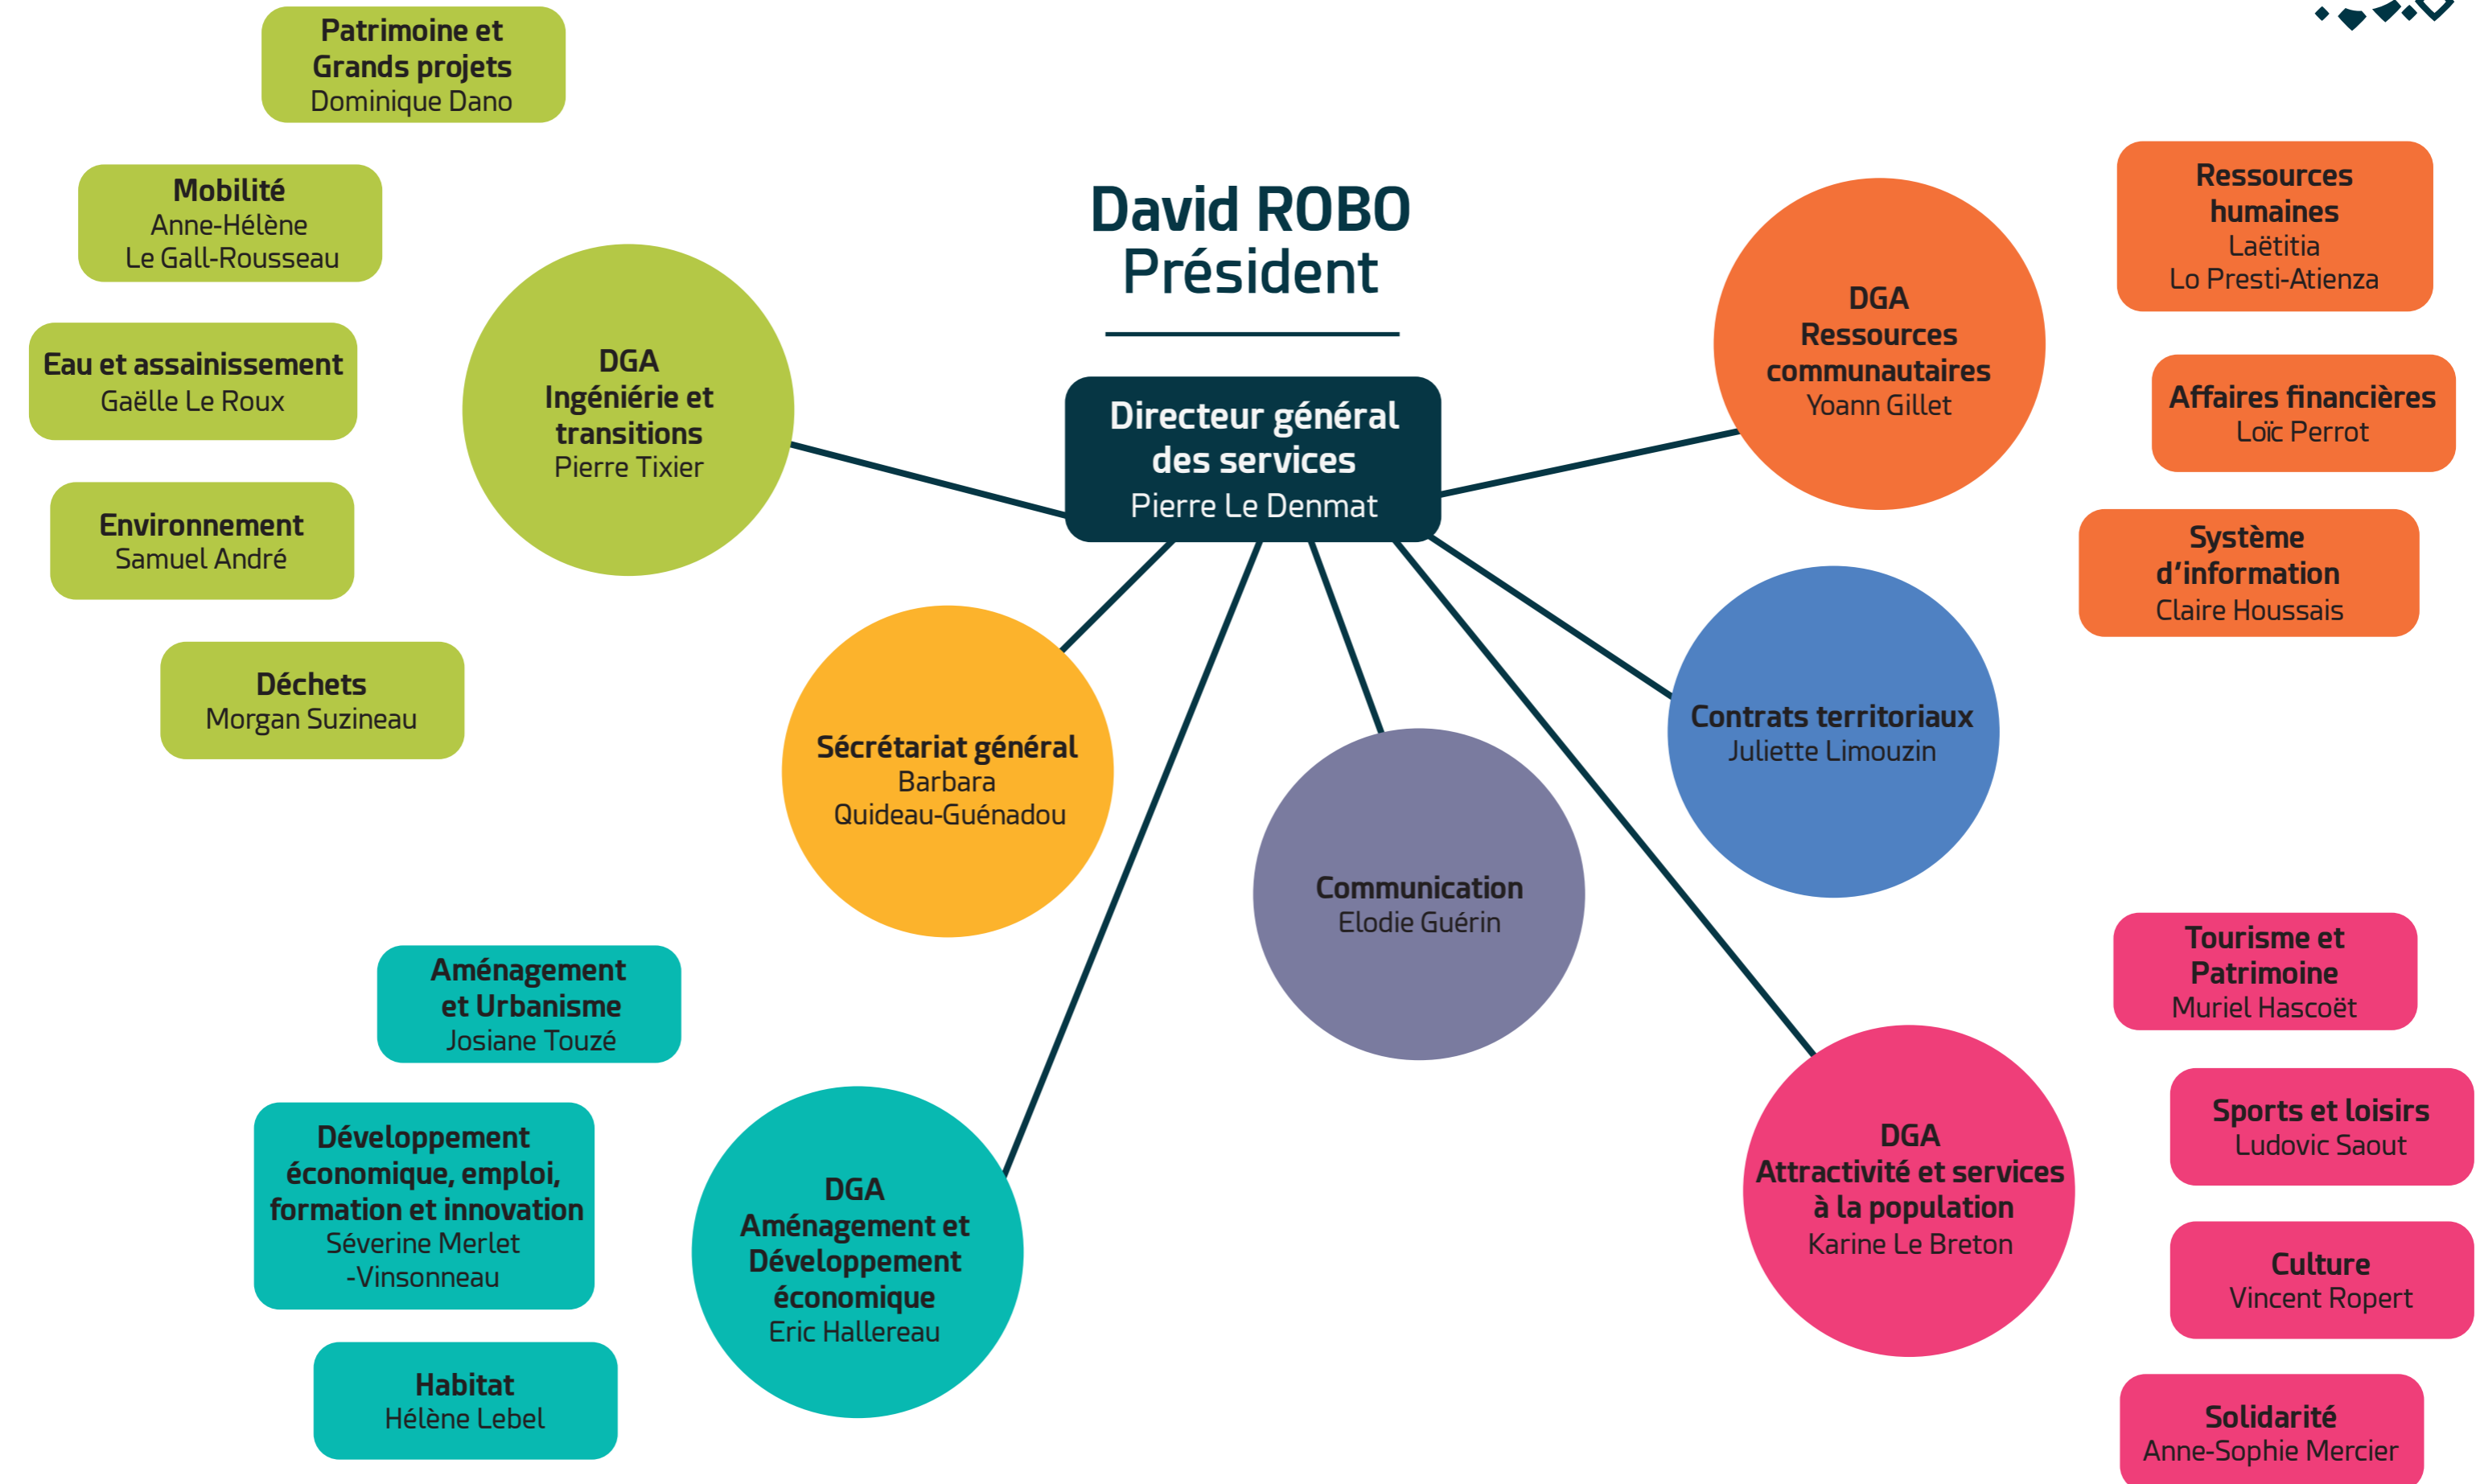 Patrimoine et
Grands projets
Dominique Dano
Mobilité
Anne-Hélène
Le Gall-Rousseau
Eau et assainissement
Gaëlle Le Roux
Environnement
Samuel André
Déchets
Morgan Suzineau
DGA
Ingéniérie et
transitions
Pierre Tixier
David ROBO
Président
Directeur général
des services
Pierre Le Denmat
DGA
Ressources
communautaires
Yoann Gillet
Ressources
humaines
Laëtitia
Lo Presti-Atienza
Affaires financières
Loïc Perrot
Système
d'information
Claire Houssais
Sécrétariat général
Barbara
Quideau-Guénadou
Communication
Elodie Guérin
Contrats territoriaux
Juliette Limouzin
Aménagement
et Urbanisme
Josiane Touzé
Développement
économique, emploi,
formation et innovation
Séverine Merlet
-Vinsonneau
Habitat
Hélène Lebel
DGA
Aménagement et
Développement
économique
Eric Hallereau
DGA
Attractivité et services
à la population
Karine Le Breton
Tourisme et
Patrimoine
Muriel Hascoët
Sports et loisirs
Ludovic Saout
Culture
Vincent Ropert
Solidarité
Anne-Sophie Mercier